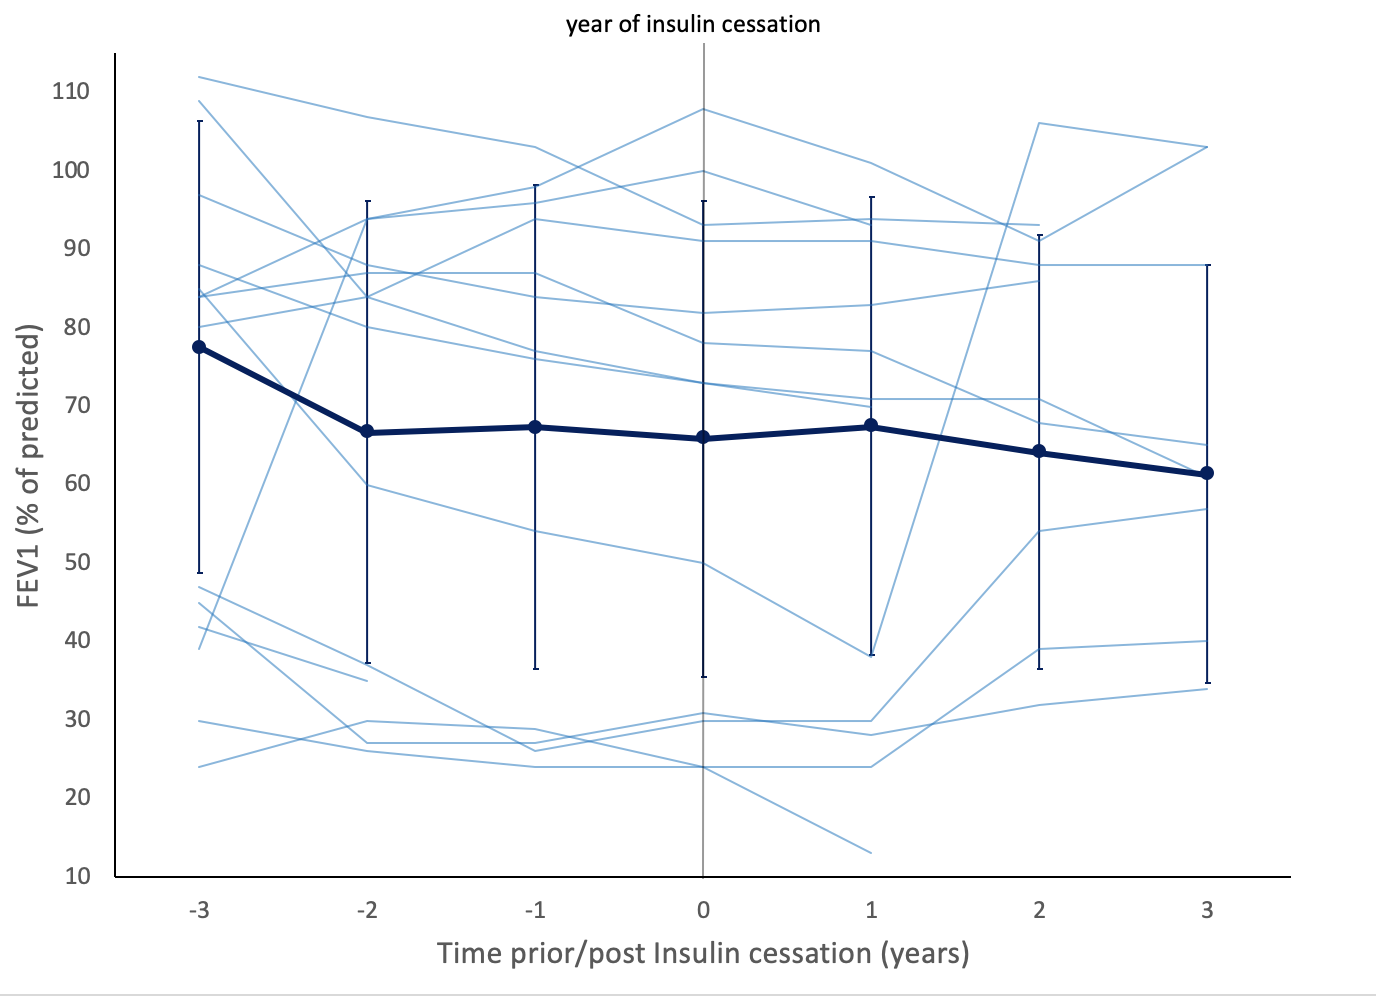 year of insulin cessation
110
100
90
80
70
60
50
40
30
20
10
FEV1 (% of predicted)
-3 -2 -1 0 1 2 3
Time prior/post Insulin cessation (years)